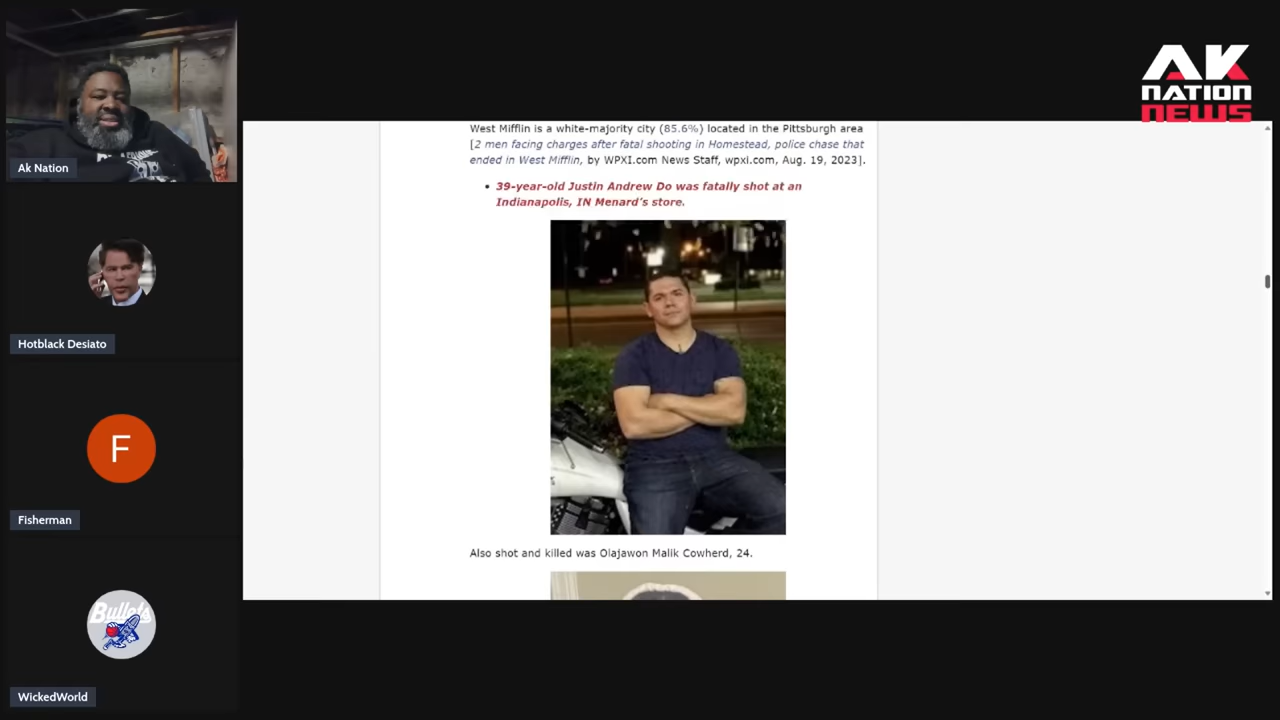 AK
NATION
NEWS
Ak Nation
Hotblack Desiato
F
Fisherman
Bullets
WickedWorld
West Mifflin is a white-majority city (85.6%) located in the Pittsburgh area
[2 men facing charges after fatal shooting in Homestead, police chase that
ended in West Mifflin, by WPXI.com News Staff, wpxi.com, Aug. 19, 2023].
• 39-year-old Justin Andrew Do was fatally shot at an
Indianapolis, IN Menard's store.
Also shot and killed was Olajawon Malik Cowherd, 24.